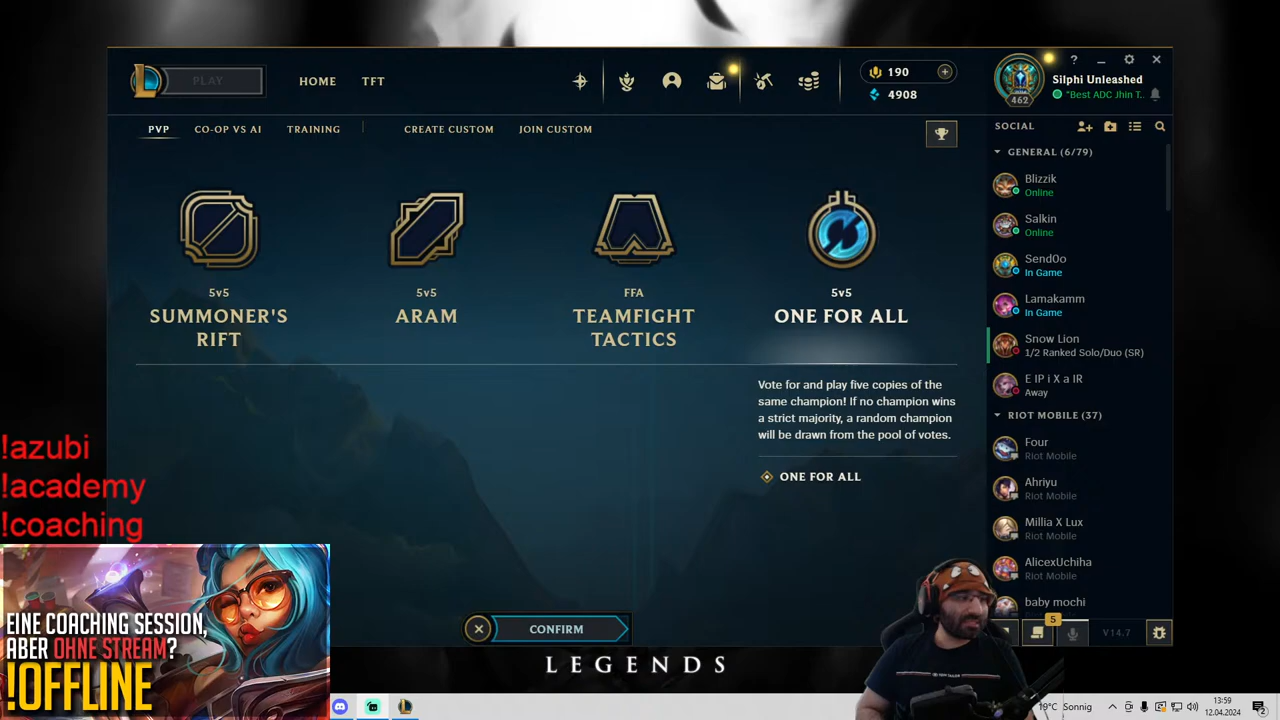 PLAY
HOME
TFT
190
4908
462
?
Silphi Unleashed
"Best ADC Jhin T..
PVP
CO-OP VS AI
TRAINING
CREATE CUSTOM
JOIN CUSTOM
SOCIAL
GENERAL (6/79)
Blizzik
Online
Salkin
Online
SendOo
In Game
Lamakamm
In Game
Snow Lion
1/2 Ranked Solo/Duo (SR)
E IP i X a IR
Away
RIOT MOBILE (37)
Four
Riot Mobile
Ahriyu
Riot Mobile
Millia X Lux
Riot Mobile
AlicexUchiha
Riot Mobile
baby mochi
5v5
SUMMONER'S
RIFT
5v5
ARAM
FFA
TEAMFIGHT
TACTICS
5v5
ONE FOR ALL
Vote for and play five copies of the
same champion! If no champion wins
a strict majority, a random champion
will be drawn from the pool of votes.
ONE FOR ALL
CONFIRM
5
V14.7
!azubi
!academy
!coaching
EINE COACHING SESSION,
ABER OHNE STREAM?
!OFFLINE
LEGENDS
19°C Sonnig
13:59
12.04.2024